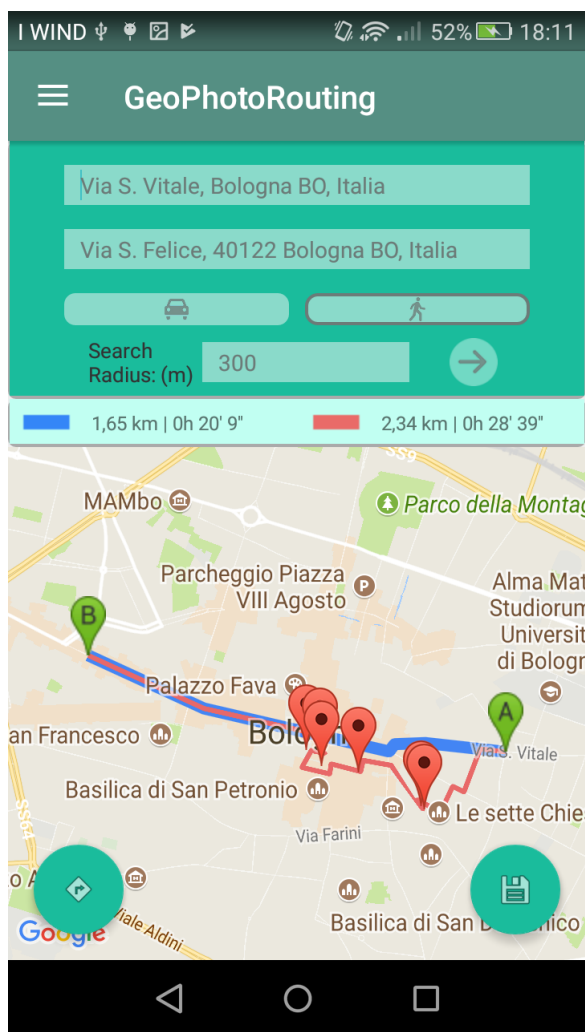 I WIND 52% 18:11
GeoPhotoRouting
Via S. Vitale, Bologna BO, Italia
Via S. Felice, 40122 Bologna BO, Italia
Search
Radius: (m)
300
1,65 km | 0h 20' 9"
2,34 km | 0h 28' 39"
SS9
MAMbo
Parco della Montag
Parcheggio Piazza
VIII Agosto
Alma Mat
Studiorum
Universit
di Bologn
B
Palazzo Fava
A
an Francesco
Bolo
Via S. Vitale
Basilica di San Petronio
Le sette Chie
SS64
Via Farini
o A
Viale Aldini
Basilica di San D nico
Google